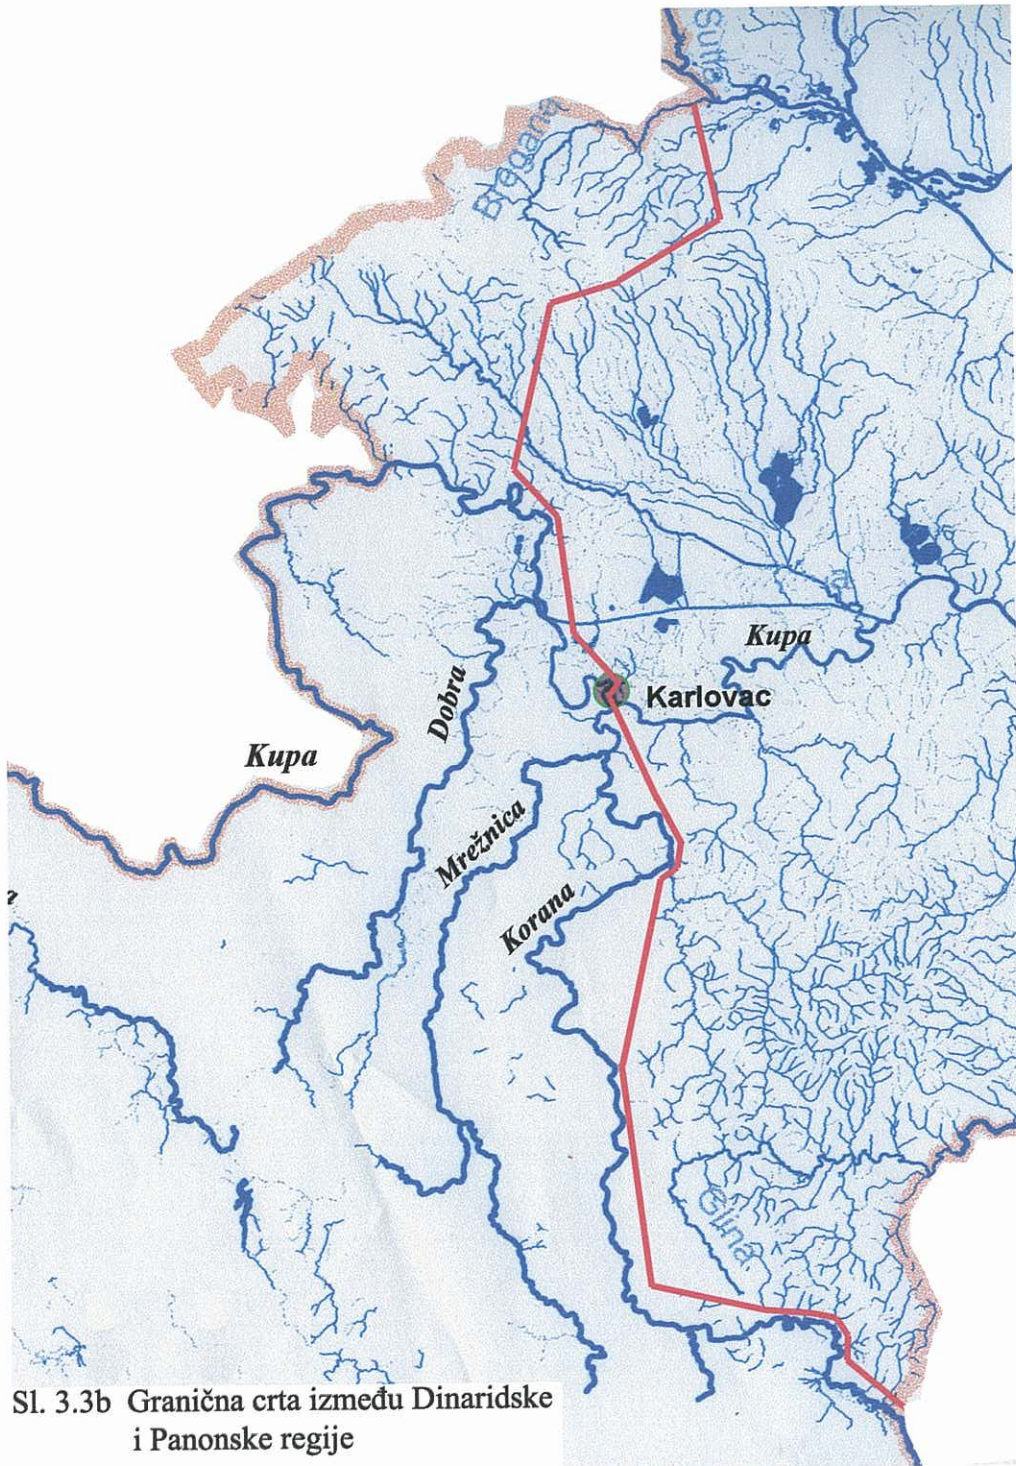 Sutla
Bregana
Kupa
Karlovac
Dobra
Kupa
Mrežnica
Korana
Glina
Sl. 3.3b Granična crta između Dinaridske
i Panonske regije